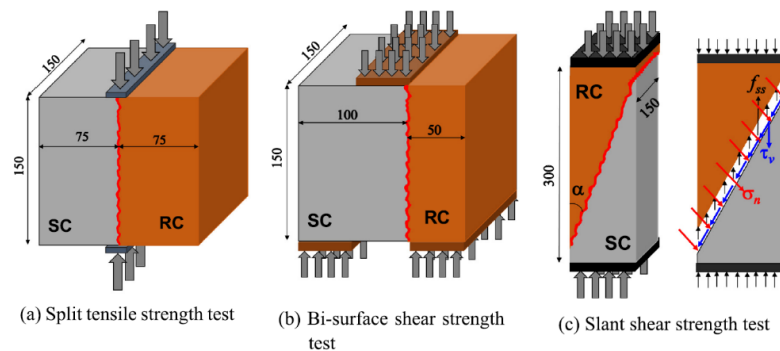 150
75
75
150
SC
RC
(a) Split tensile strength test
150
100
50
150
SC
RC
(b) Bi-surface shear strength
test
RC
150
300
α
SC
f_ss
τ_v
σ_n
(c) Slant shear strength test